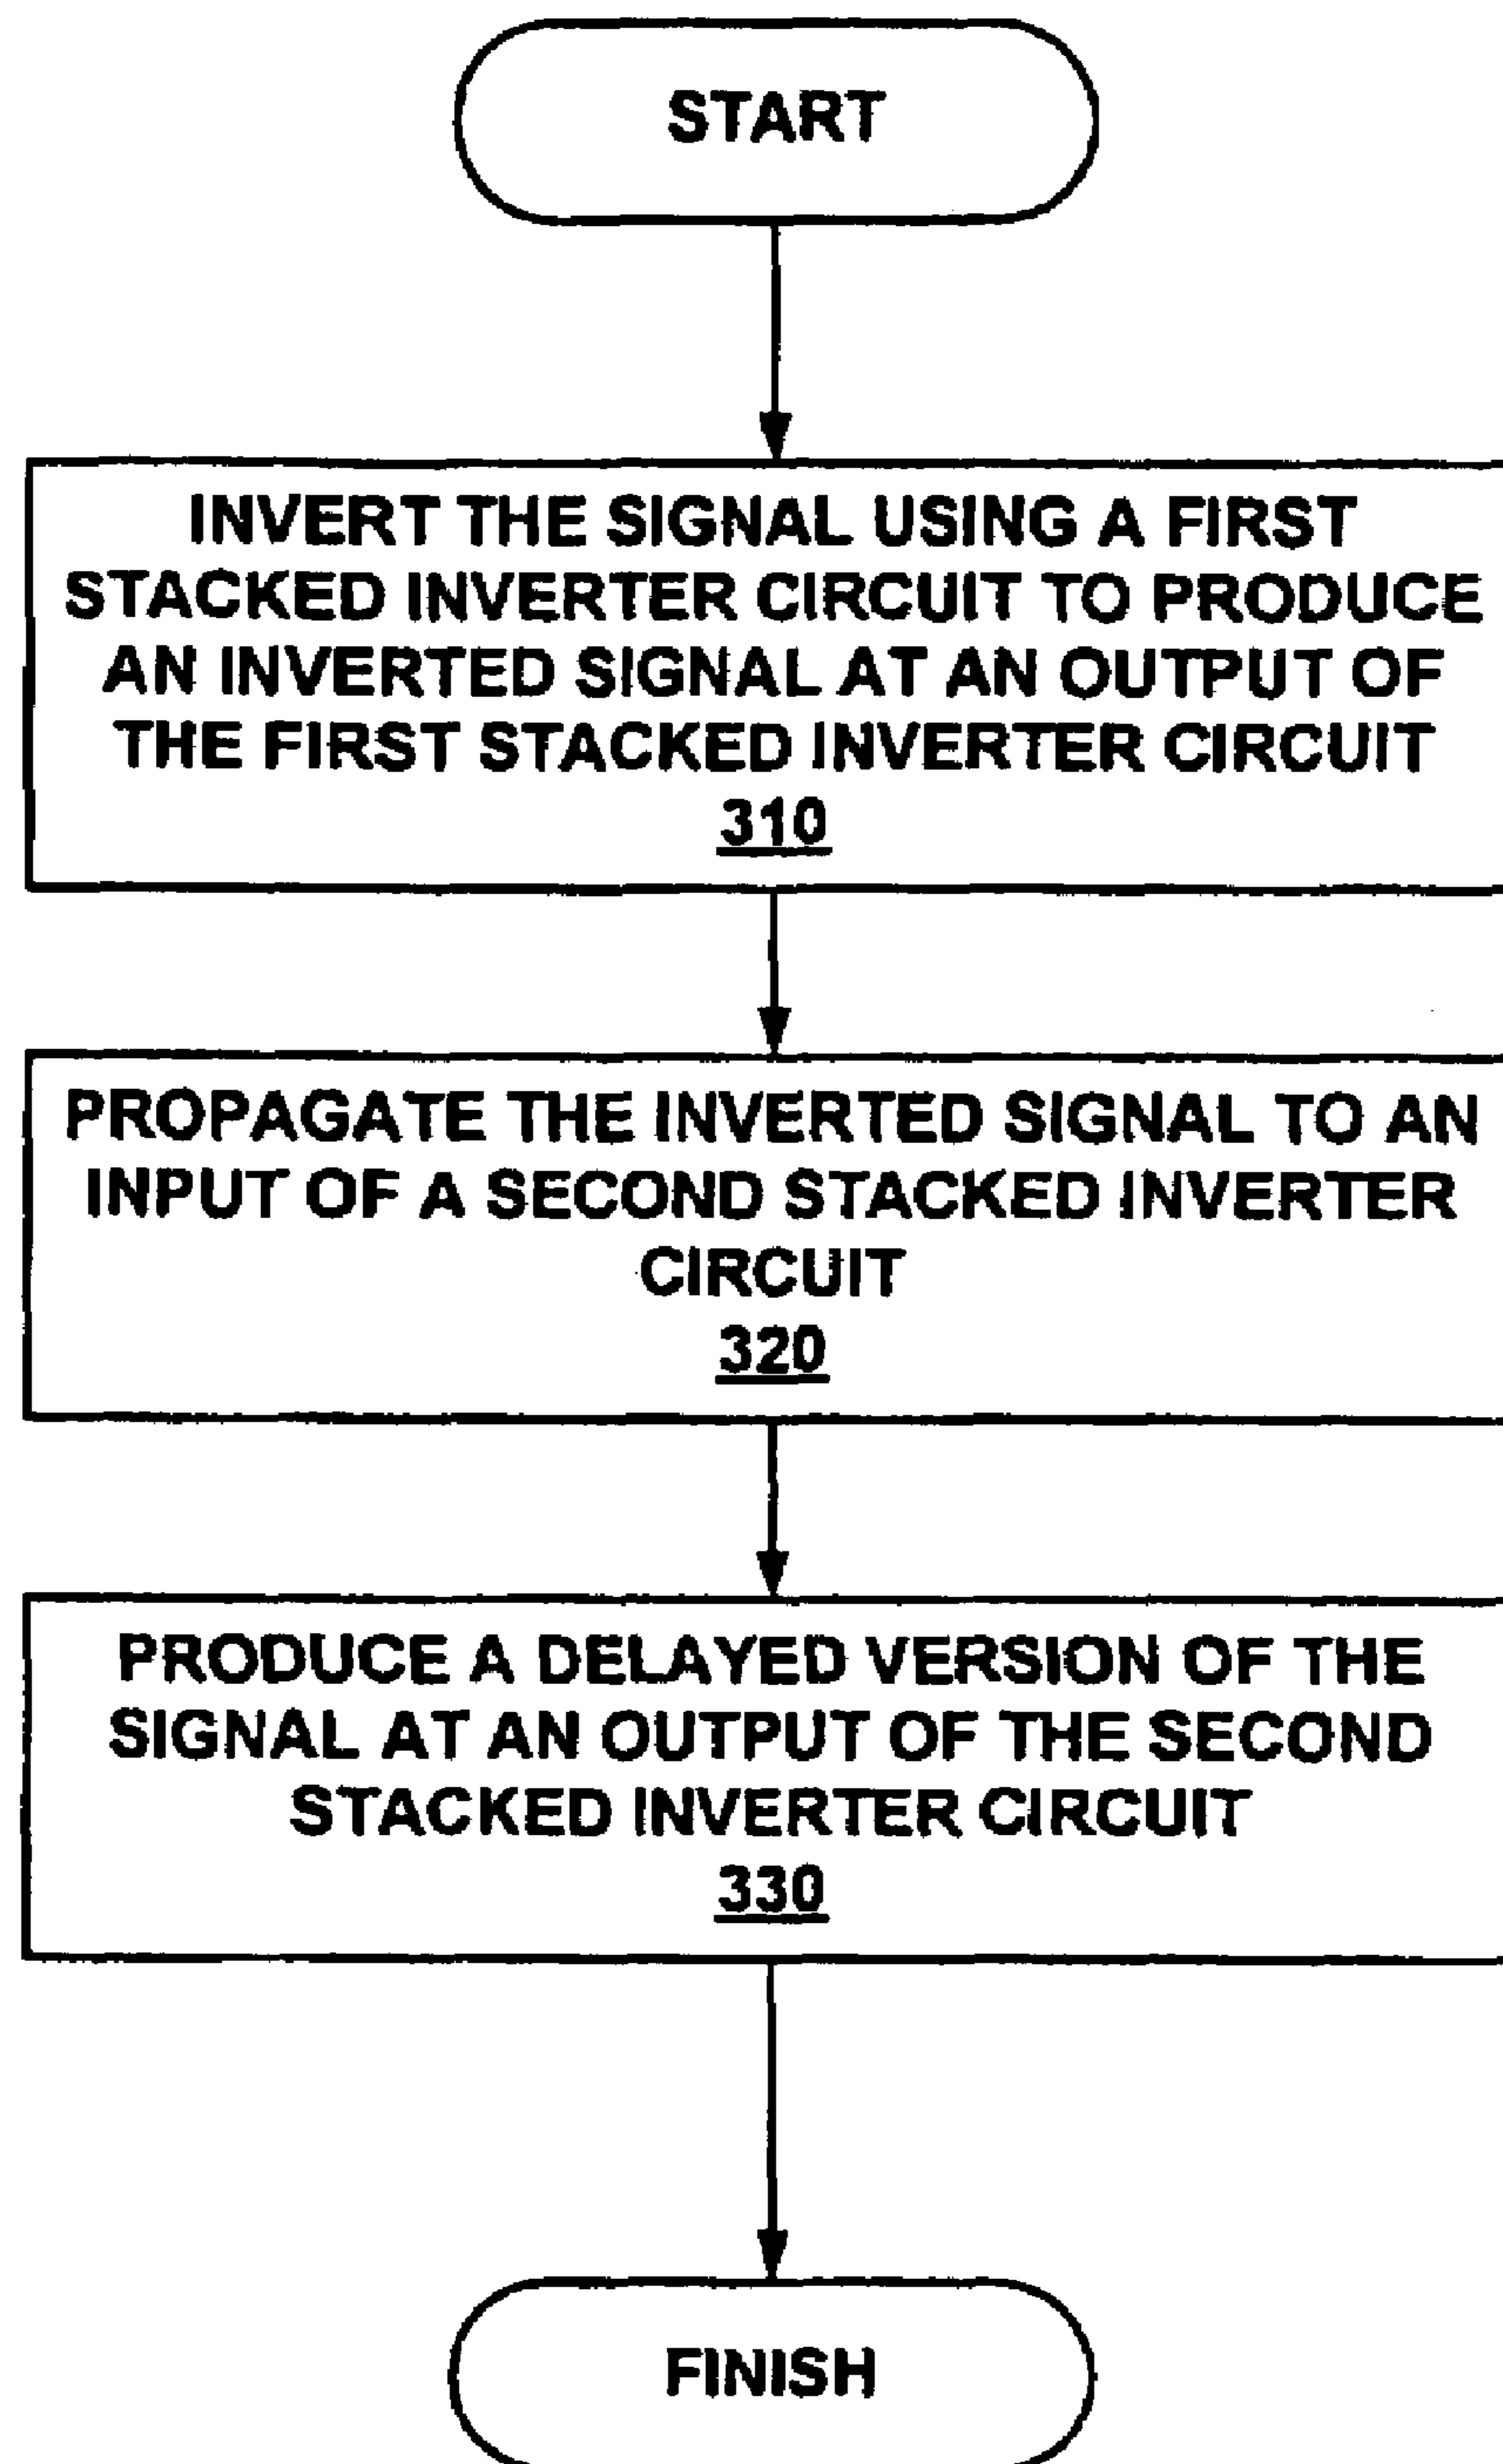 START
INVERT THE SIGNAL USING A FIRST
STACKED INVERTER CIRCUIT TO PRODUCE
AN INVERTED SIGNAL AT AN OUTPUT OF
THE FIRST STACKED INVERTER CIRCUIT
310
PROPAGATE THE INVERTED SIGNAL TO AN
INPUT OF A SECOND STACKED INVERTER
CIRCUIT
320
PRODUCE A DELAYED VERSION OF THE
SIGNAL AT AN OUTPUT OF THE SECOND
STACKED INVERTER CIRCUIT
330
FINISH